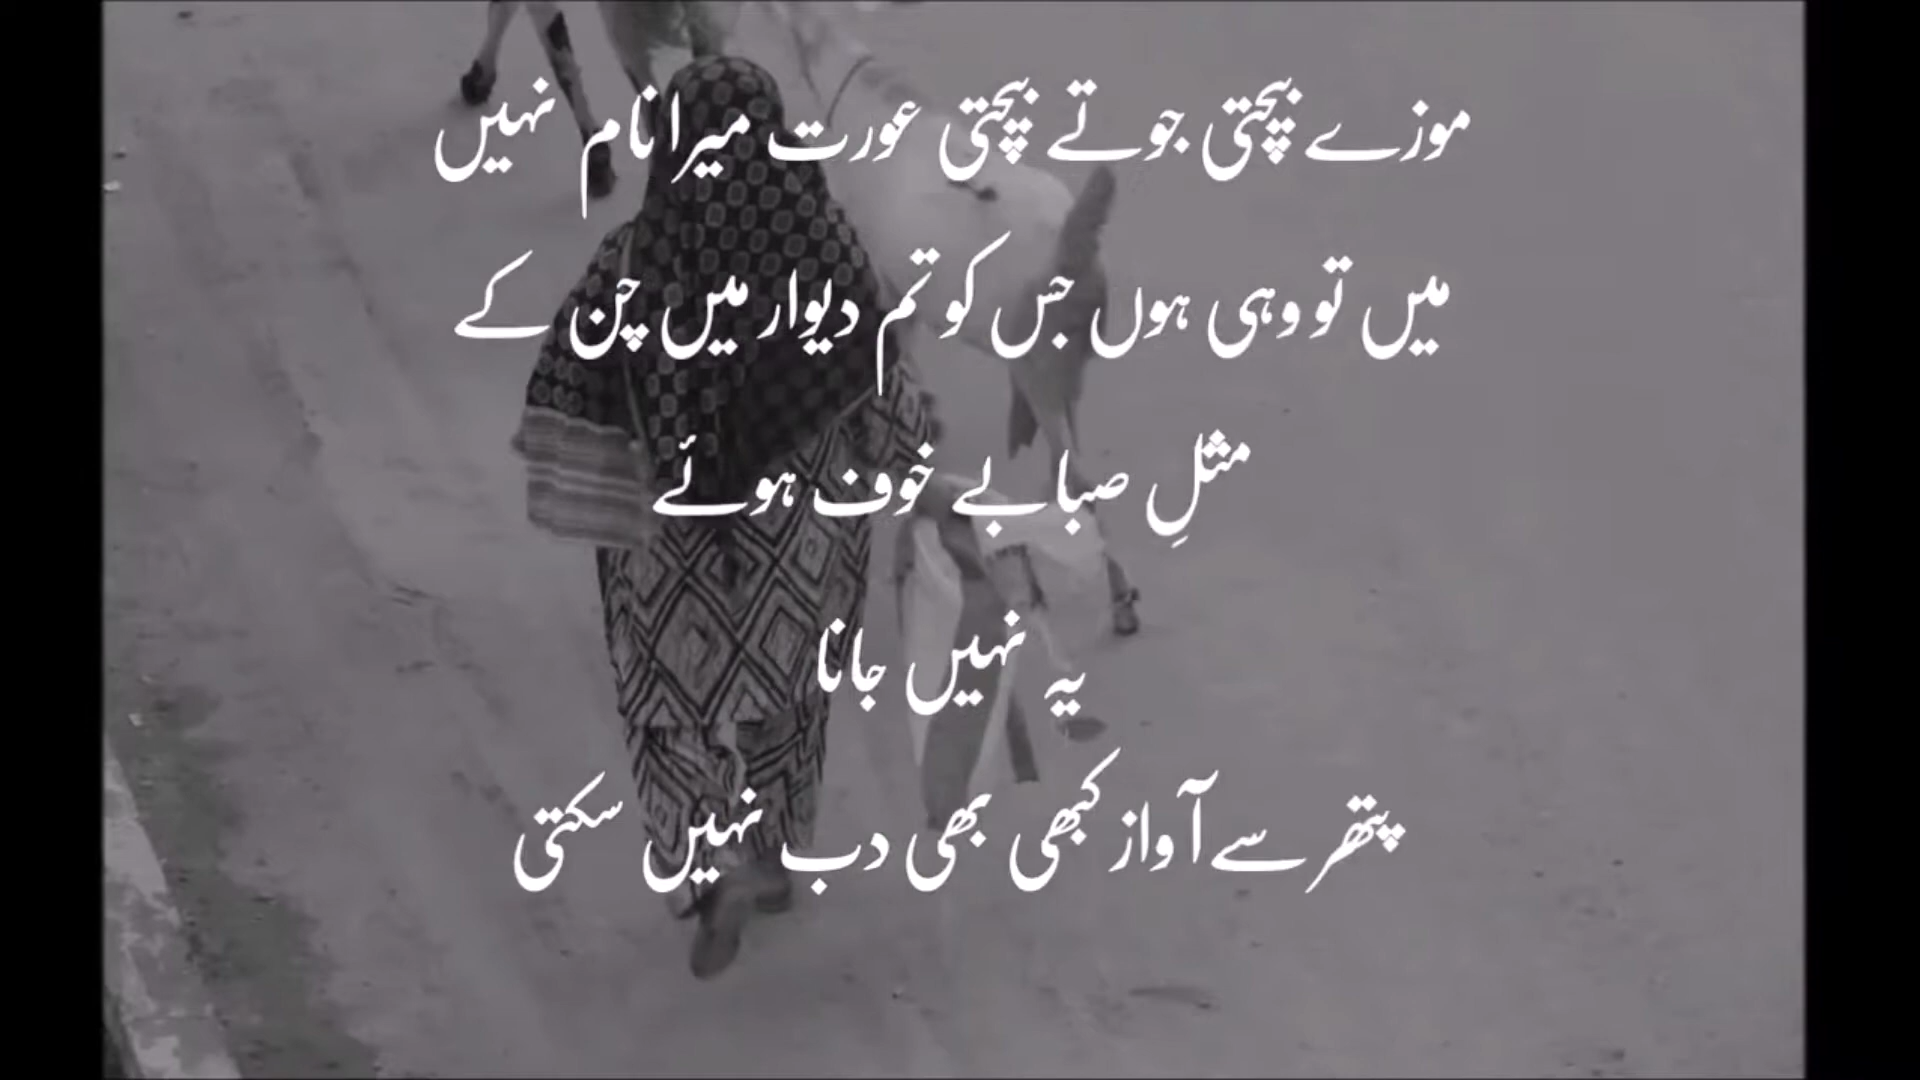 موزے بیچتی جوتے بیچتی عورت میرا نام نہیں
میں تو وہی ہوں جس کو تم دیوار میں چن کے
مثلِ صبا بے خوف ہوئے
یہ نہیں جانا
پتھر سے آواز کبھی بھی دب نہیں سکتی